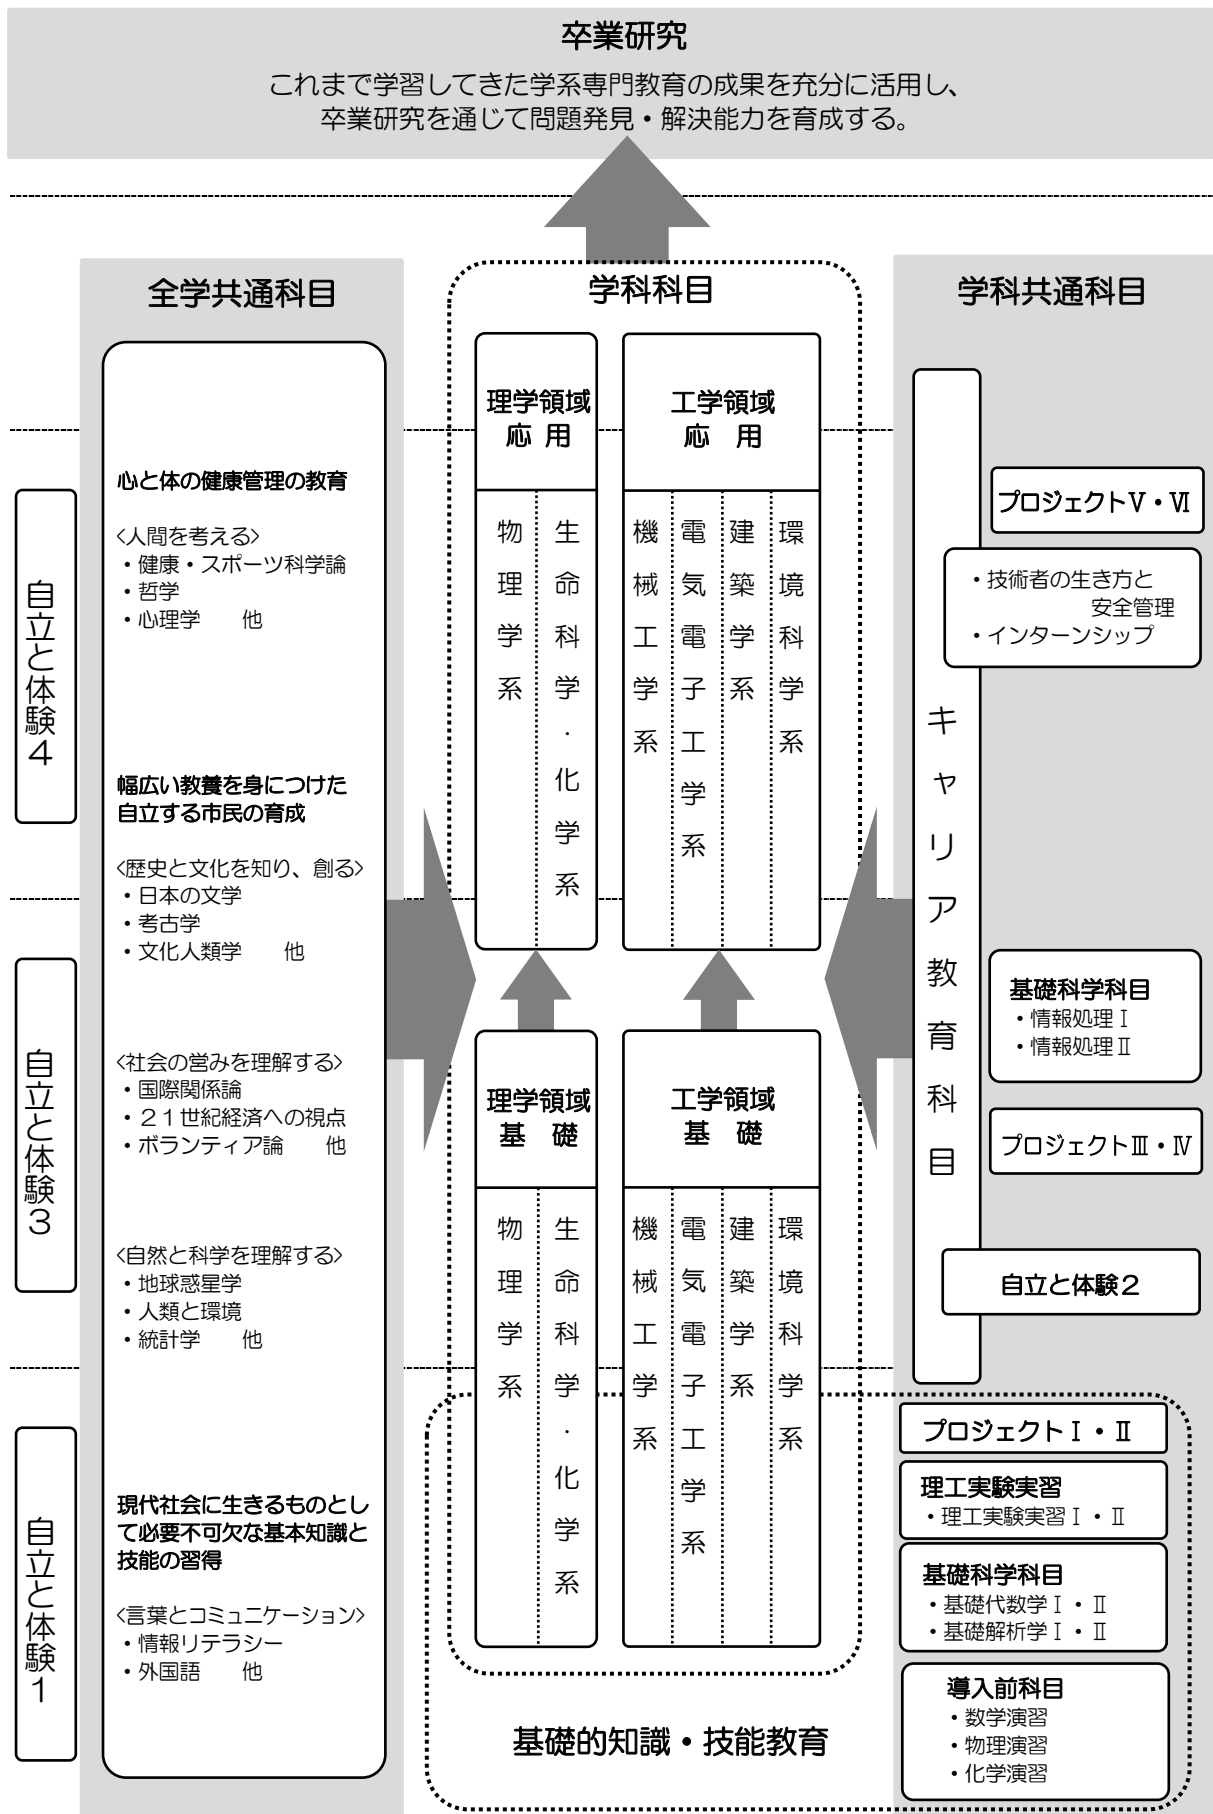 卒業研究
これまで学習してきた学系専門教育の成果を充分に活用し、
卒業研究を通じて問題発見・解決能力を育成する。
全学共通科目
学科科目
学科共通科目
自立と体験4
自立と体験3
自立と体験1
心と体の健康管理の教育
<人間を考える>
・健康・スポーツ科学論
・哲学
・心理学　他
幅広い教養を身につけた
自立する市民の育成
<歴史と文化を知り、創る>
・日本の文学
・考古学
・文化人類学　他
<社会の営みを理解する>
・国際関係論
・２１世紀経済への視点
・ボランティア論　他
<自然と科学を理解する>
・地球惑星学
・人類と環境
・統計学　他
現代社会に生きるものとし
て必要不可欠な基本知識と
技能の習得
<言葉とコミュニケーション>
・情報リテラシー
・外国語　他
理学領域
応 用
物理学系
生命科学・化学系
工学領域
応 用
機械工学系
電気電子工学系
建築学系
環境科学系
理学領域
基 礎
物理学系
生命科学・化学系
工学領域
基 礎
機械工学系
電気電子工学系
建築学系
環境科学系
基礎的知識・技能教育
キャリア教育科目
プロジェクトⅤ・Ⅵ
・技術者の生き方と
安全管理
・インターンシップ
基礎科学科目
・情報処理Ⅰ
・情報処理Ⅱ
プロジェクトⅢ・Ⅳ
自立と体験2
プロジェクトⅠ・Ⅱ
理工実験実習
・理工実験実習Ⅰ・Ⅱ
基礎科学科目
・基礎代数学Ⅰ・Ⅱ
・基礎解析学Ⅰ・Ⅱ
導入前科目
・数学演習
・物理演習
・化学演習